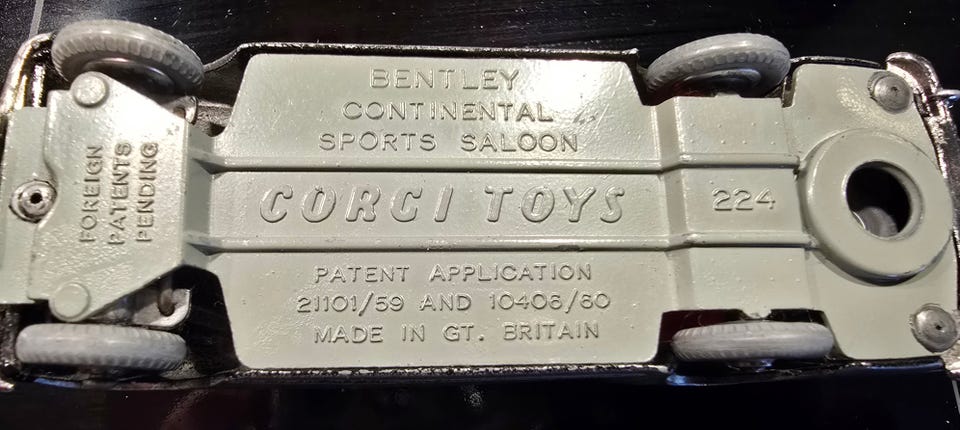 BENTLEY
CONTINENTAL
SPORTS SALOON
CORGI TOYS
224
PATENT APPLICATION
21101/59 AND 10408/60
MADE IN GT. BRITAIN
FOREIGN
PATENTS
PENDING